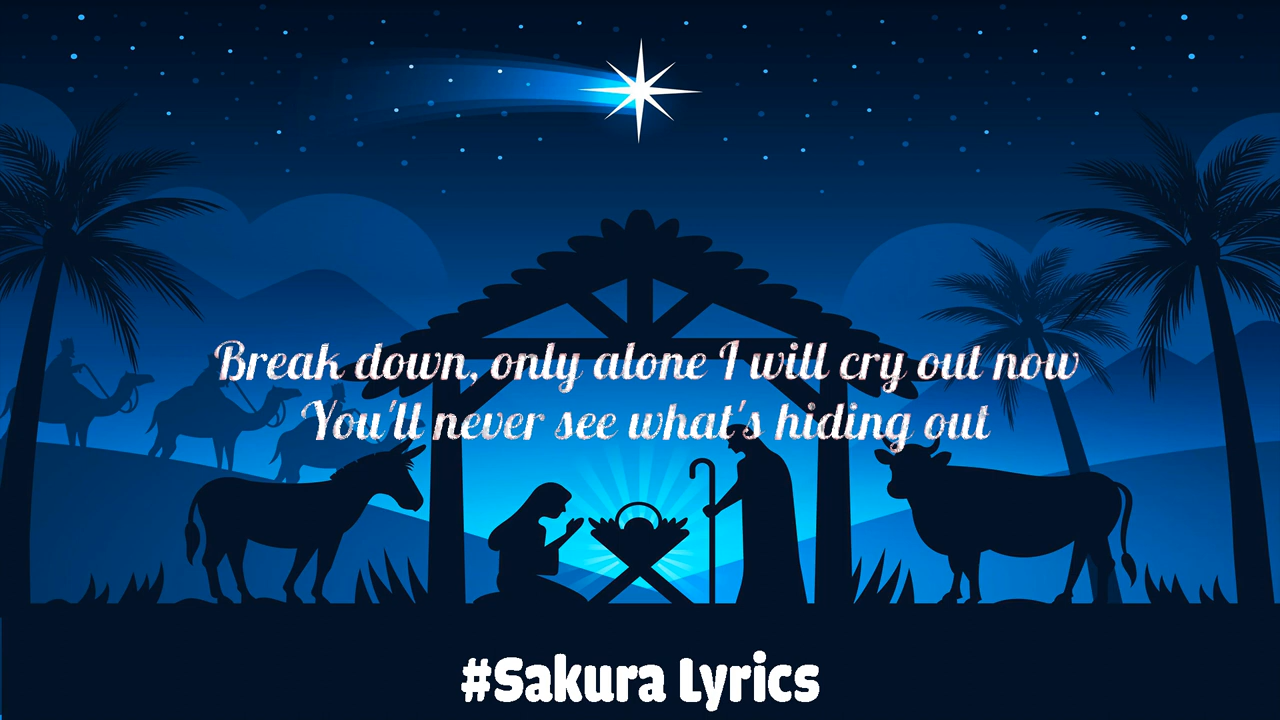 Break down, only alone I will cry out now
You'll never see what's hiding out
#Sakura Lyrics